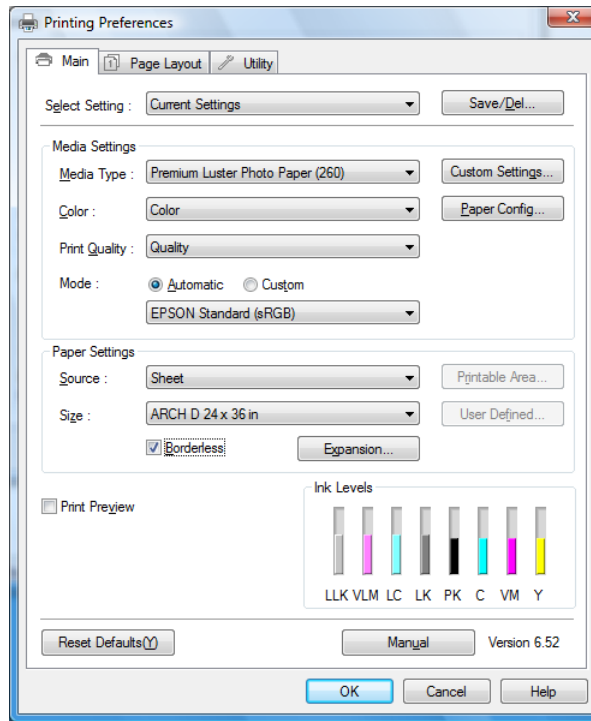 Printing Preferences
Main
Page Layout
Utility
Select Setting :
Current Settings
Save/Del...
Media Settings
Media Type :
Premium Luster Photo Paper (260)
Custom Settings...
Color :
Color
Paper Config...
Print Quality :
Quality
Mode :
Automatic
Custom
EPSON Standard (sRGB)
Paper Settings
Source :
Sheet
Printable Area...
Size :
ARCH D 24 x 36 in
User Defined...
Borderless
Expansion...
Print Preview
Ink Levels
LLK VLM LC LK PK C VM Y
Reset Defaults(Y)
Manual
Version 6.52
OK
Cancel
Help